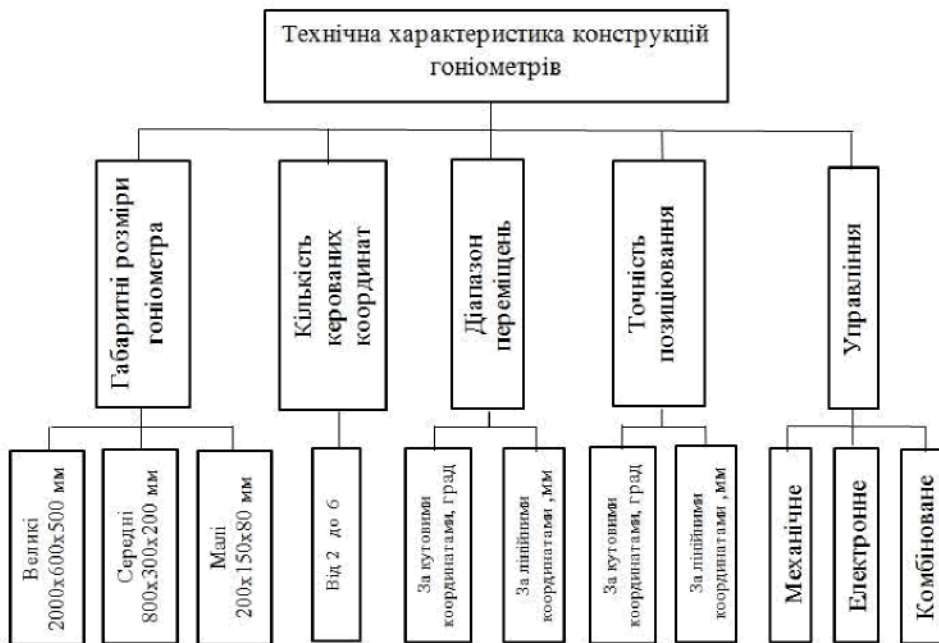 Технічна характеристика конструкцій
гоніометрів
Габаритні розміри
гоніометра
Кількість
керованих
координат
Діапазон
переміщень
Точність
позиціювання
Управління
Великі
2000х600х500 мм
Середні
800х300х200 мм
Малі
200х150х80 мм
Від 2 до 6
За кутовими
координатами, град
За лінійними
координатами ,мм
За кутовими
координатами, град
За лінійними
координатами , мм
Механічне
Електронне
Комбіноване